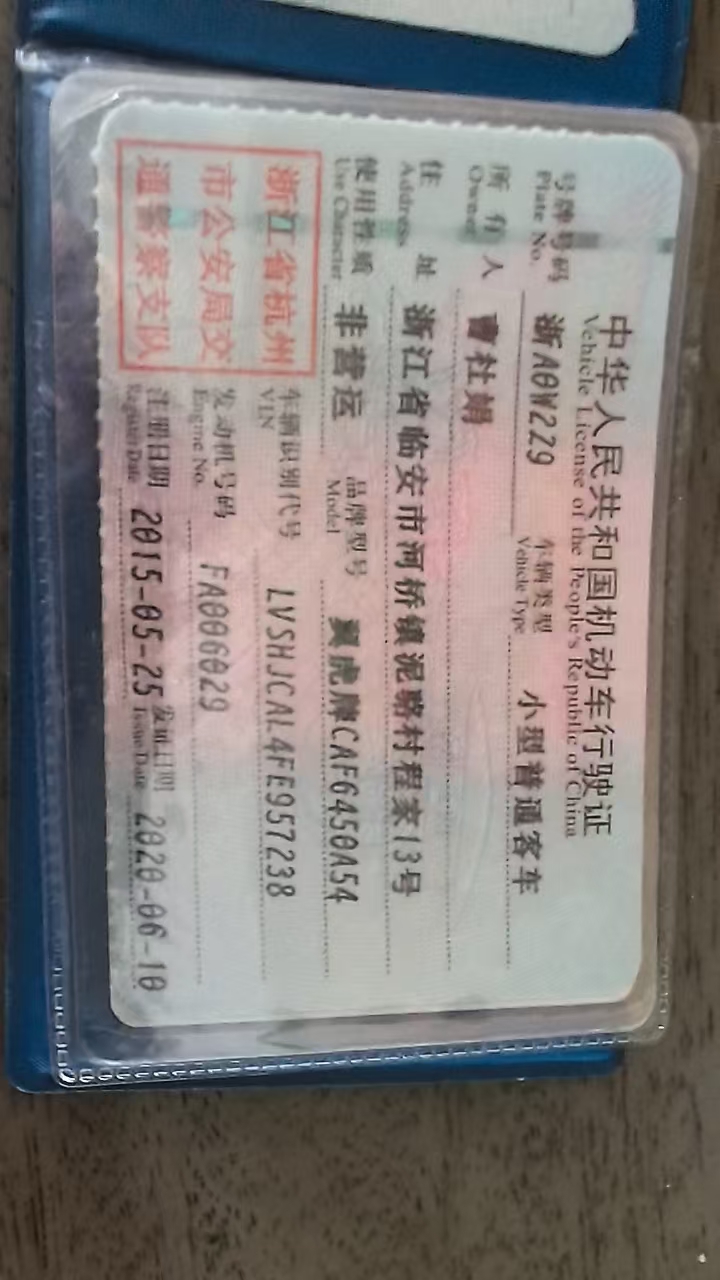 中华人民共和国机动车行驶证
Vehicle License of the People's Republic of China
号牌号码 浙A0W229 车辆类型 小型普通客车
Plate No. Vehicle Type
所有人 曹杜娟
Owner
住址 浙江省临安市河桥镇泥骆村程家13号
Address
使用性质 非营运 品牌型号 翼虎牌CAF6450A54
Use Character Model
浙江省杭州
市公安局交
通警察支队
车辆识别代号 LVSHJCAL4FE957238
VIN
发动机号码 FA006029
Engine No.
注册日期 2015-05-25 发证日期 2020-06-10
Register Date Issue Date